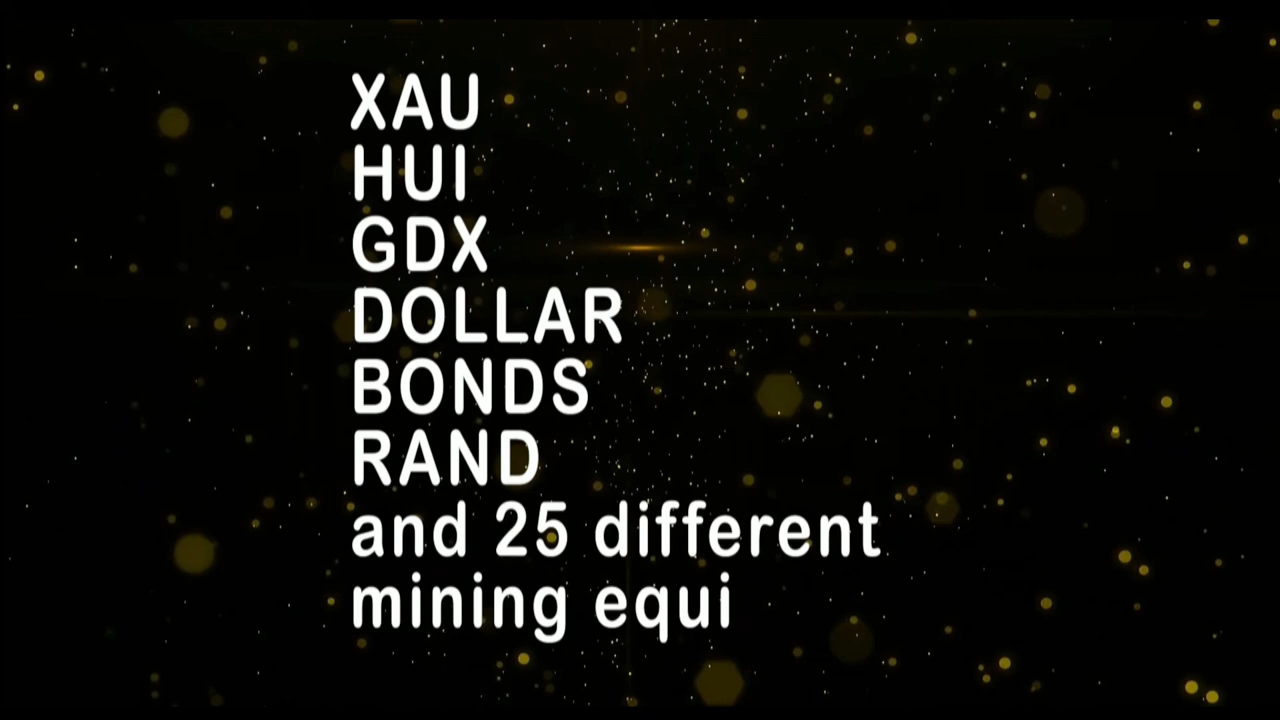 XAU
HUI
GDX
DOLLAR
BONDS
RAND
and 25 different
mining equi